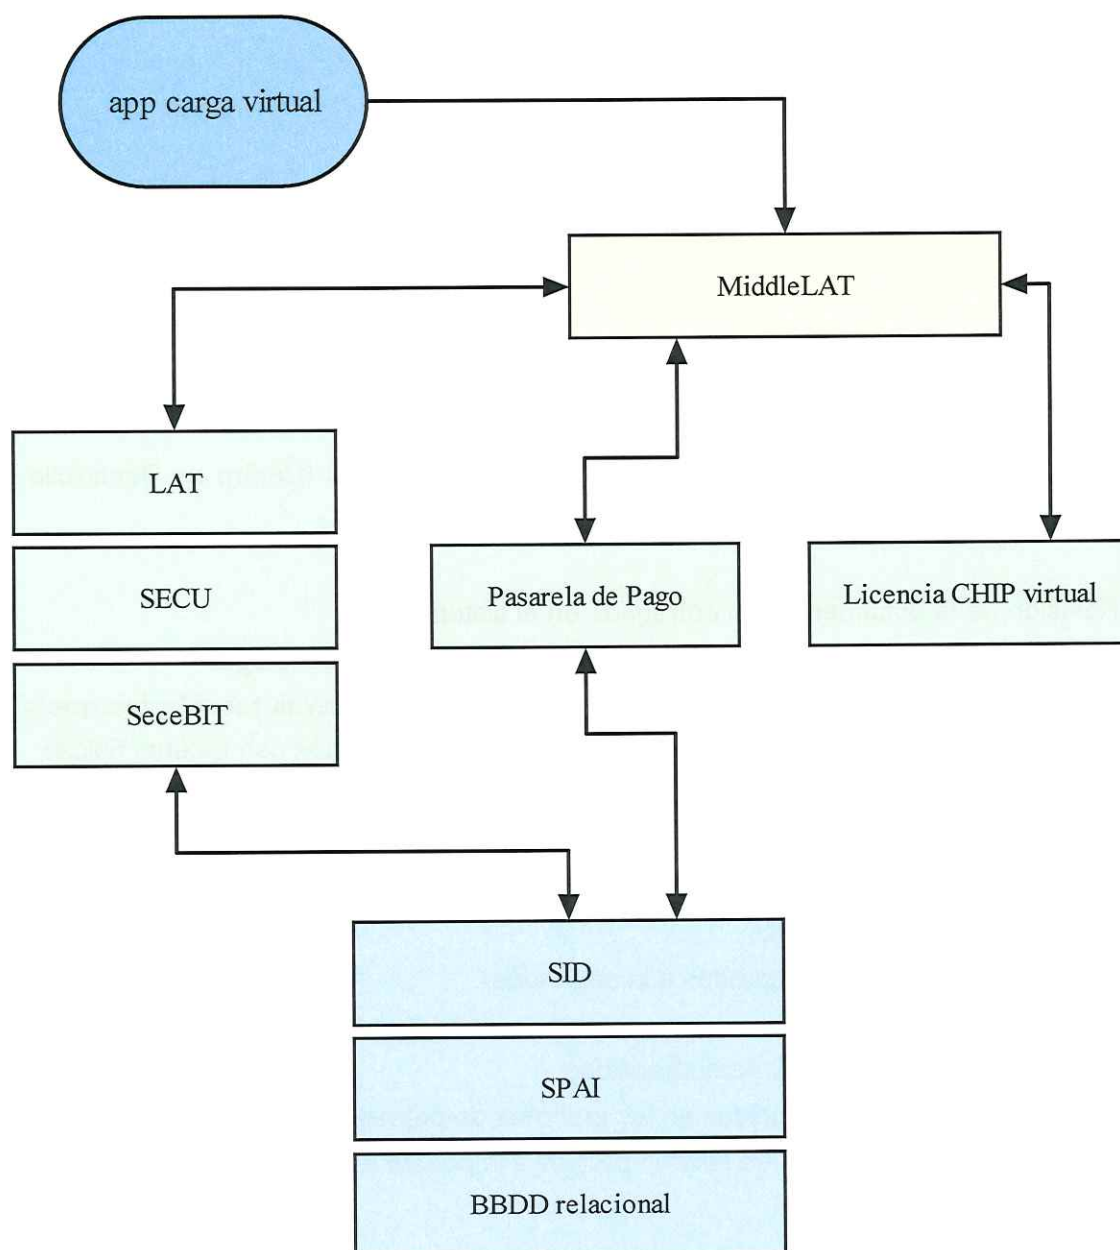 app carga virtual
MiddleLAT
LAT
SECU
SeceBIT
Pasarela de Pago
Licencia CHIP virtual
SID
SPAI
BBDD relacional